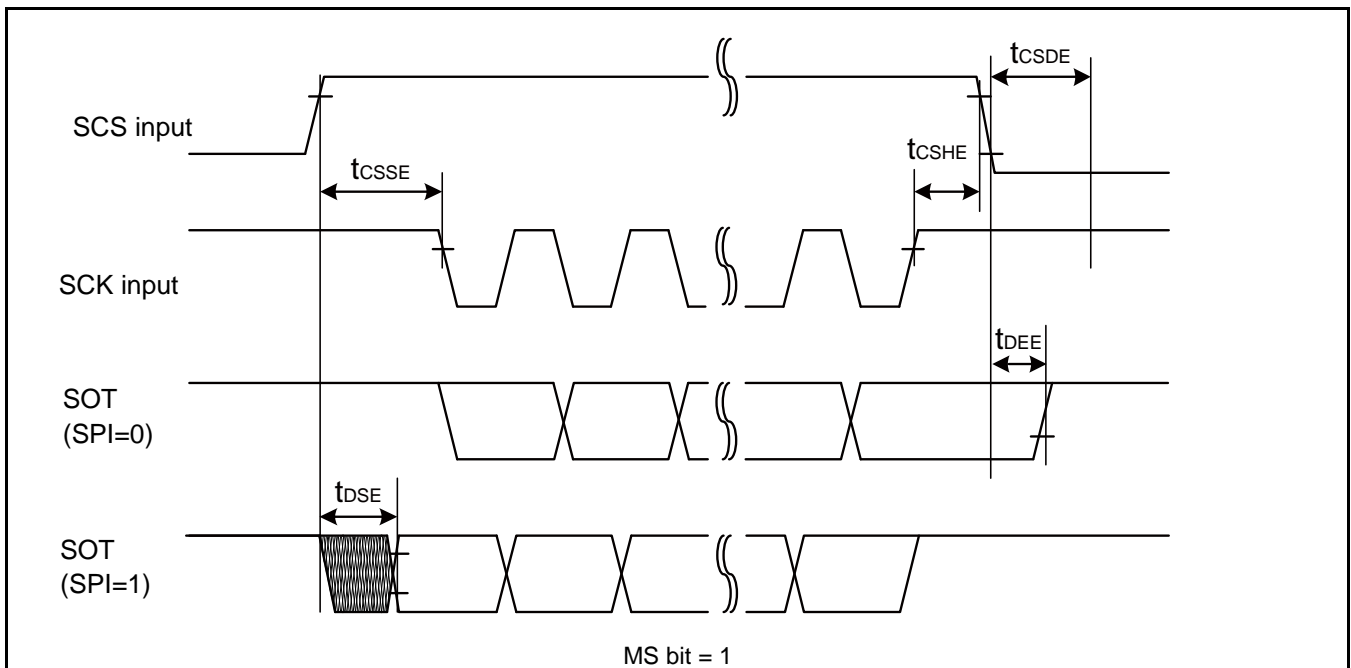 tCSDE
SCS input
tCSHE
tCSSE
SCK input
tDEE
SOT
(SPI=0)
tDSE
SOT
(SPI=1)
MS bit = 1